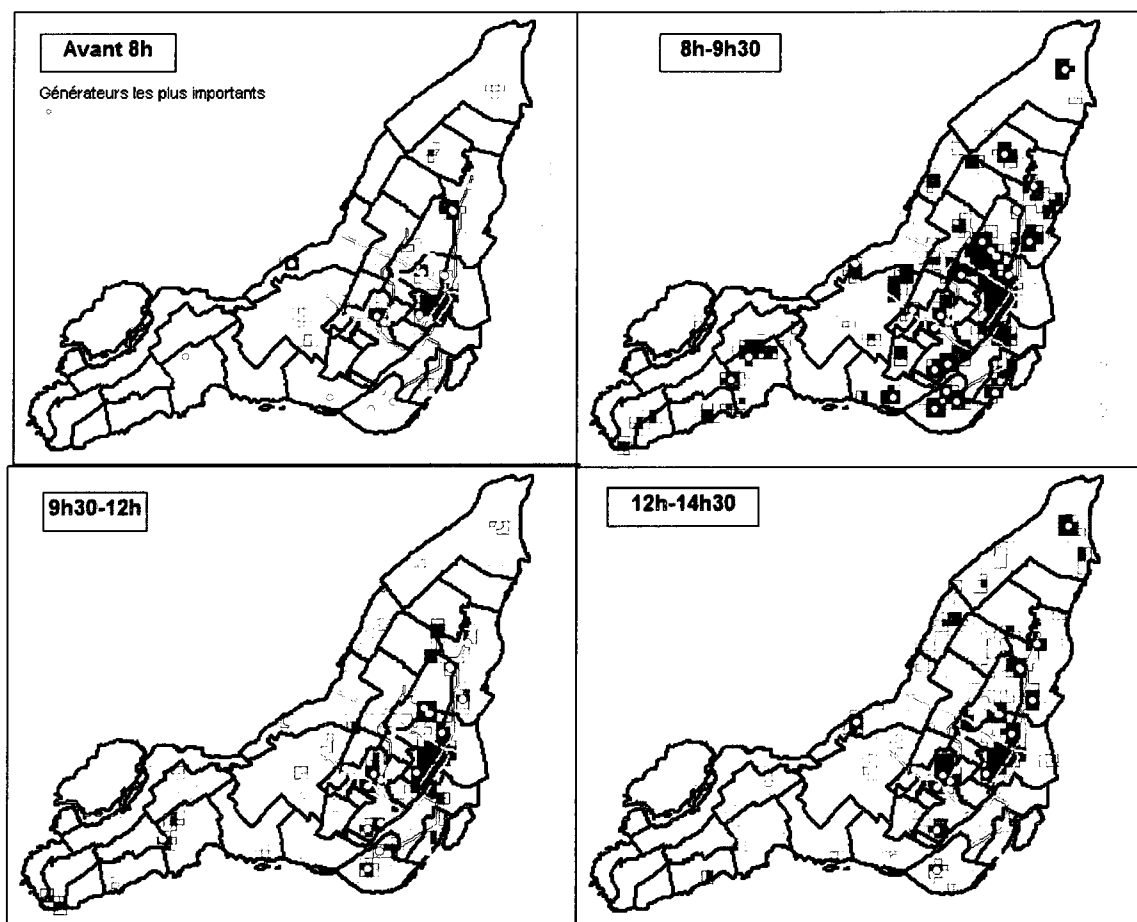 Avant 8h
Générateurs les plus importants
8h-9h30
9h30-12h
12h-14h30